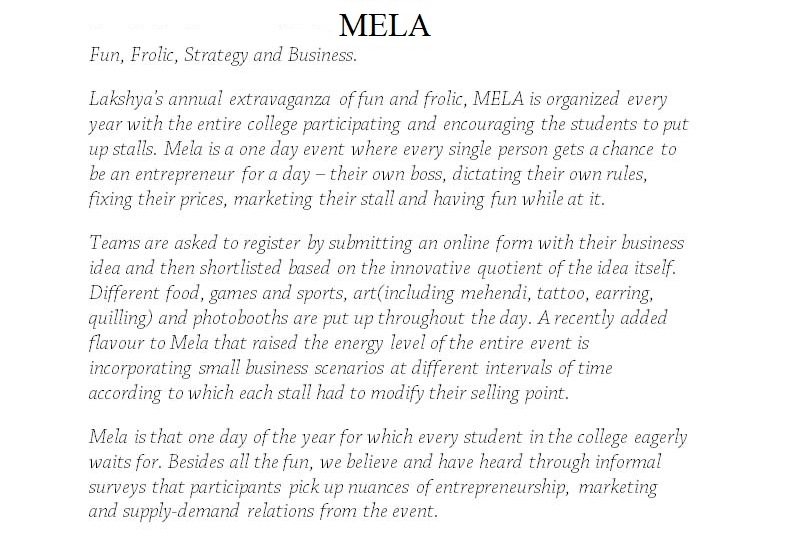 MELA
Fun, Frolic, Strategy and Business.
Lakshya's annual extravaganza of fun and frolic, MELA is organized every
year with the entire college participating and encouraging the students to put
up stalls. Mela is a one day event where every single person gets a chance to
be an entrepreneur for a day – their own boss, dictating their own rules,
fixing their prices, marketing their stall and having fun while at it.
Teams are asked to register by submitting an online form with their business
idea and then shortlisted based on the innovative quotient of the idea itself.
Different food, games and sports, art(including mehendi, tattoo, earring,
quilling) and photobooths are put up throughout the day. A recently added
flavour to Mela that raised the energy level of the entire event is
incorporating small business scenarios at different intervals of time
according to which each stall had to modify their selling point.
Mela is that one day of the year for which every student in the college eagerly
waits for. Besides all the fun, we believe and have heard through informal
surveys that participants pick up nuances of entrepreneurship, marketing
and supply-demand relations from the event.